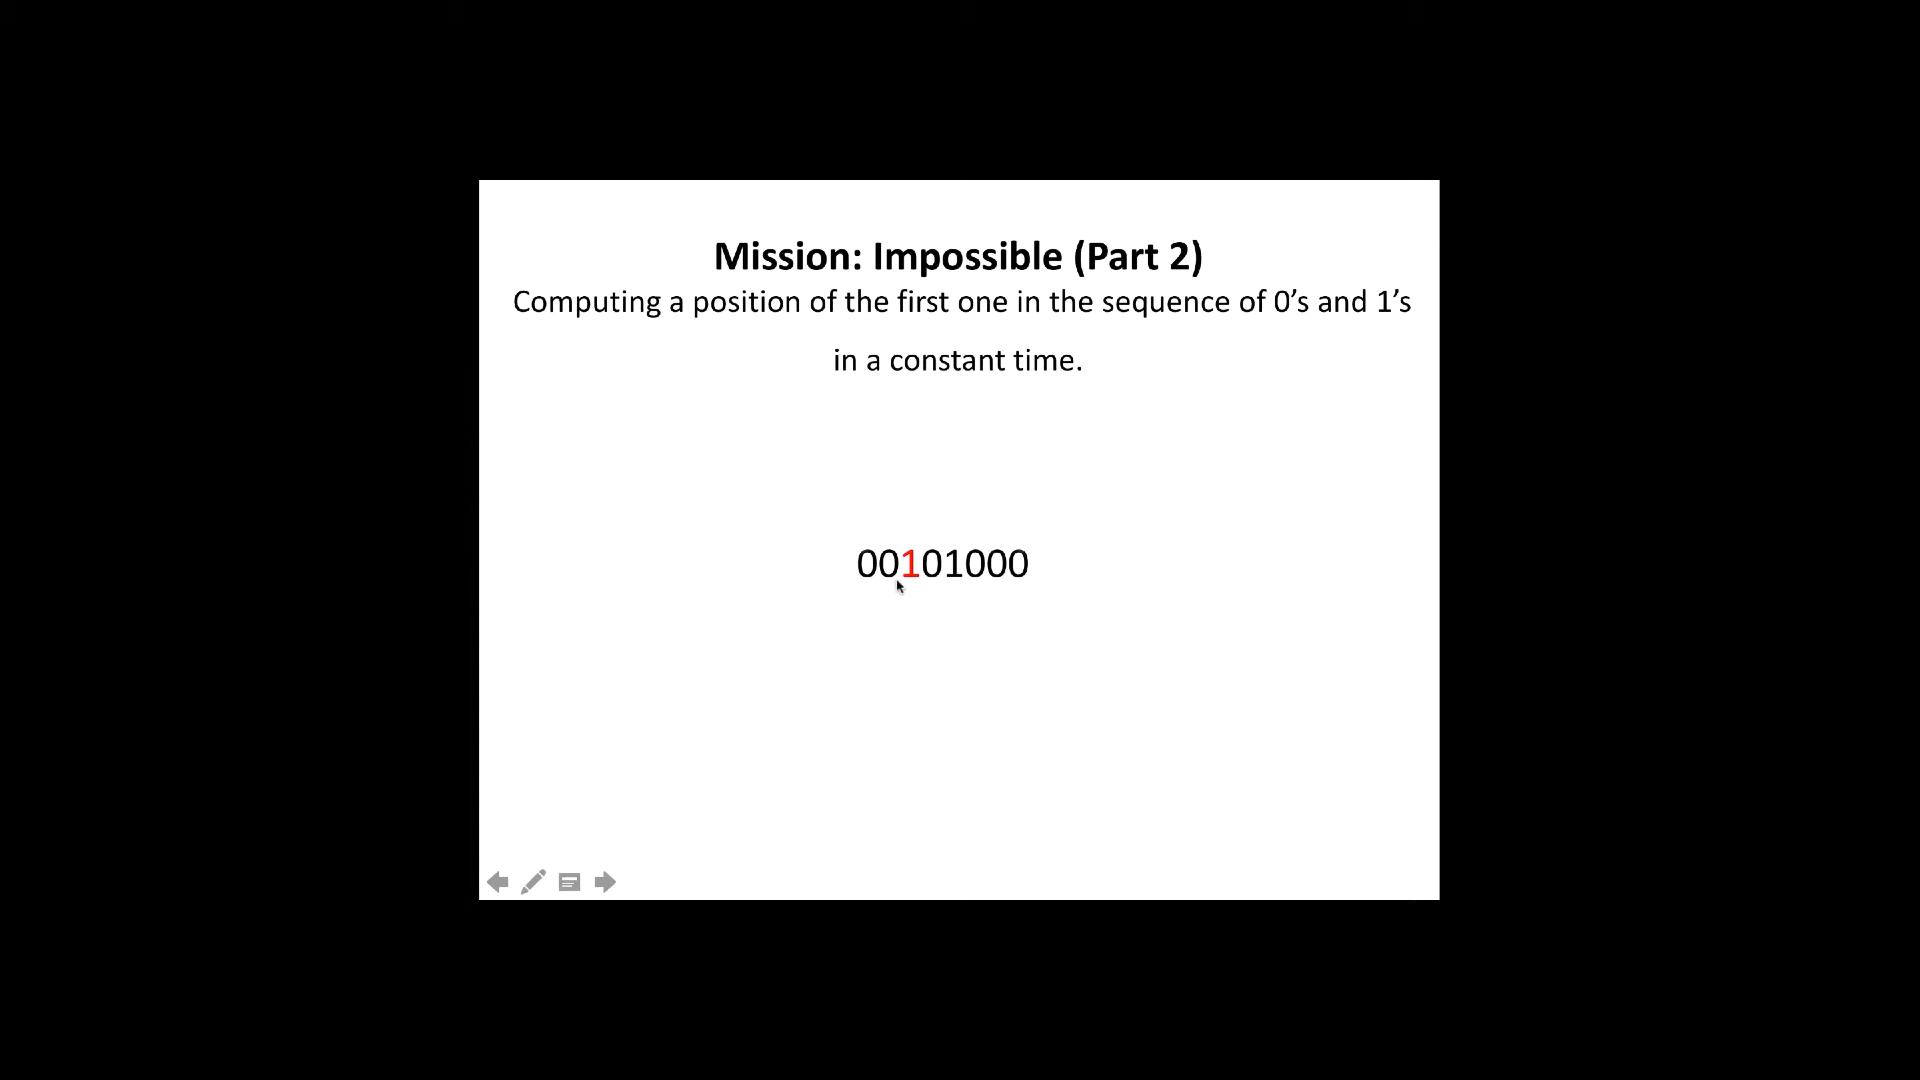 Mission: Impossible (Part 2)
Computing a position of the first one in the sequence of 0’s and 1’s
in a constant time.
00101000